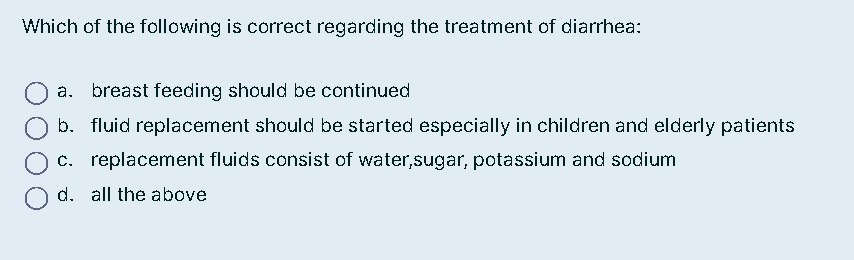 Which of the following is correct regarding the treatment of diarrhea:
a. breast feeding should be continued
b. fluid replacement should be started especially in children and elderly patients
c. replacement fluids consist of water,sugar, potassium and sodium
d. all the above